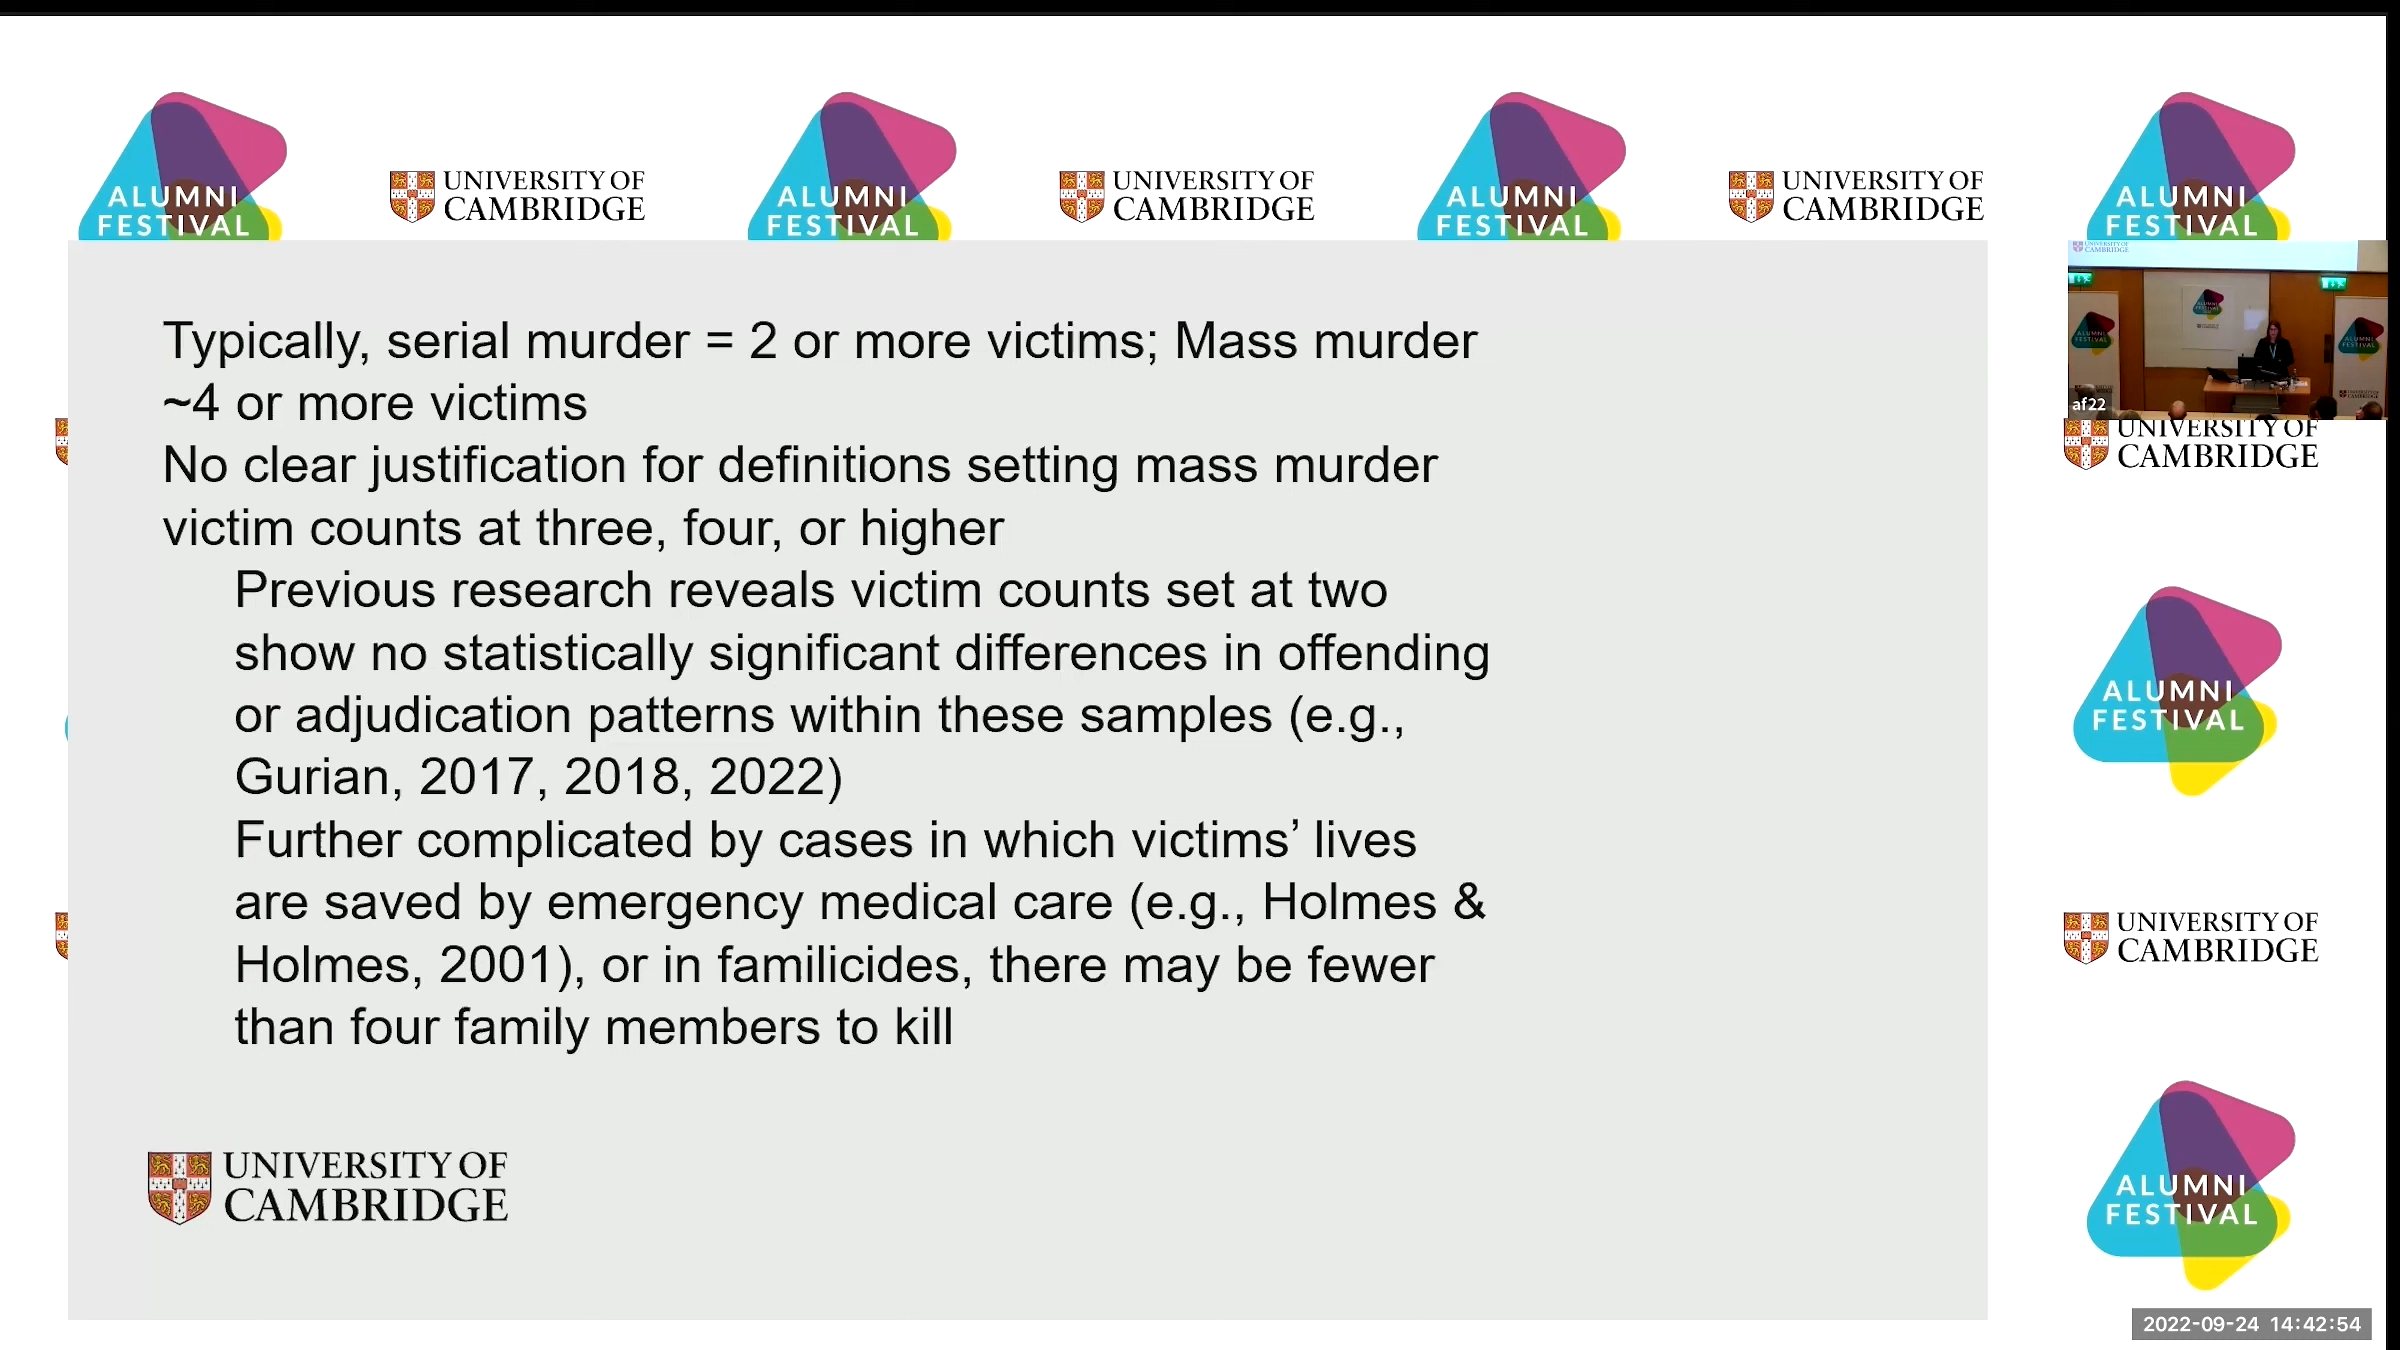 ALUMNI
FESTIVAL
UNIVERSITY OF
CAMBRIDGE
ALUMNI
FESTIVAL
UNIVERSITY OF
CAMBRIDGE
ALUMNI
FESTIVAL
UNIVERSITY OF
CAMBRIDGE
ALUMNI
FESTIVAL
Typically, serial murder = 2 or more victims; Mass murder
~4 or more victims
No clear justification for definitions setting mass murder
victim counts at three, four, or higher
Previous research reveals victim counts set at two
show no statistically significant differences in offending
or adjudication patterns within these samples (e.g.,
Gurian, 2017, 2018, 2022)
Further complicated by cases in which victims’ lives
are saved by emergency medical care (e.g., Holmes &
Holmes, 2001), or in familicides, there may be fewer
than four family members to kill
UNIVERSITY OF
CAMBRIDGE
UNIVERSITY OF
CAMBRIDGE
af22
UNIVERSITY OF
CAMBRIDGE
ALUMNI
FESTIVAL
UNIVERSITY OF
CAMBRIDGE
ALUMNI
FESTIVAL
2022-09-24 14:42:54